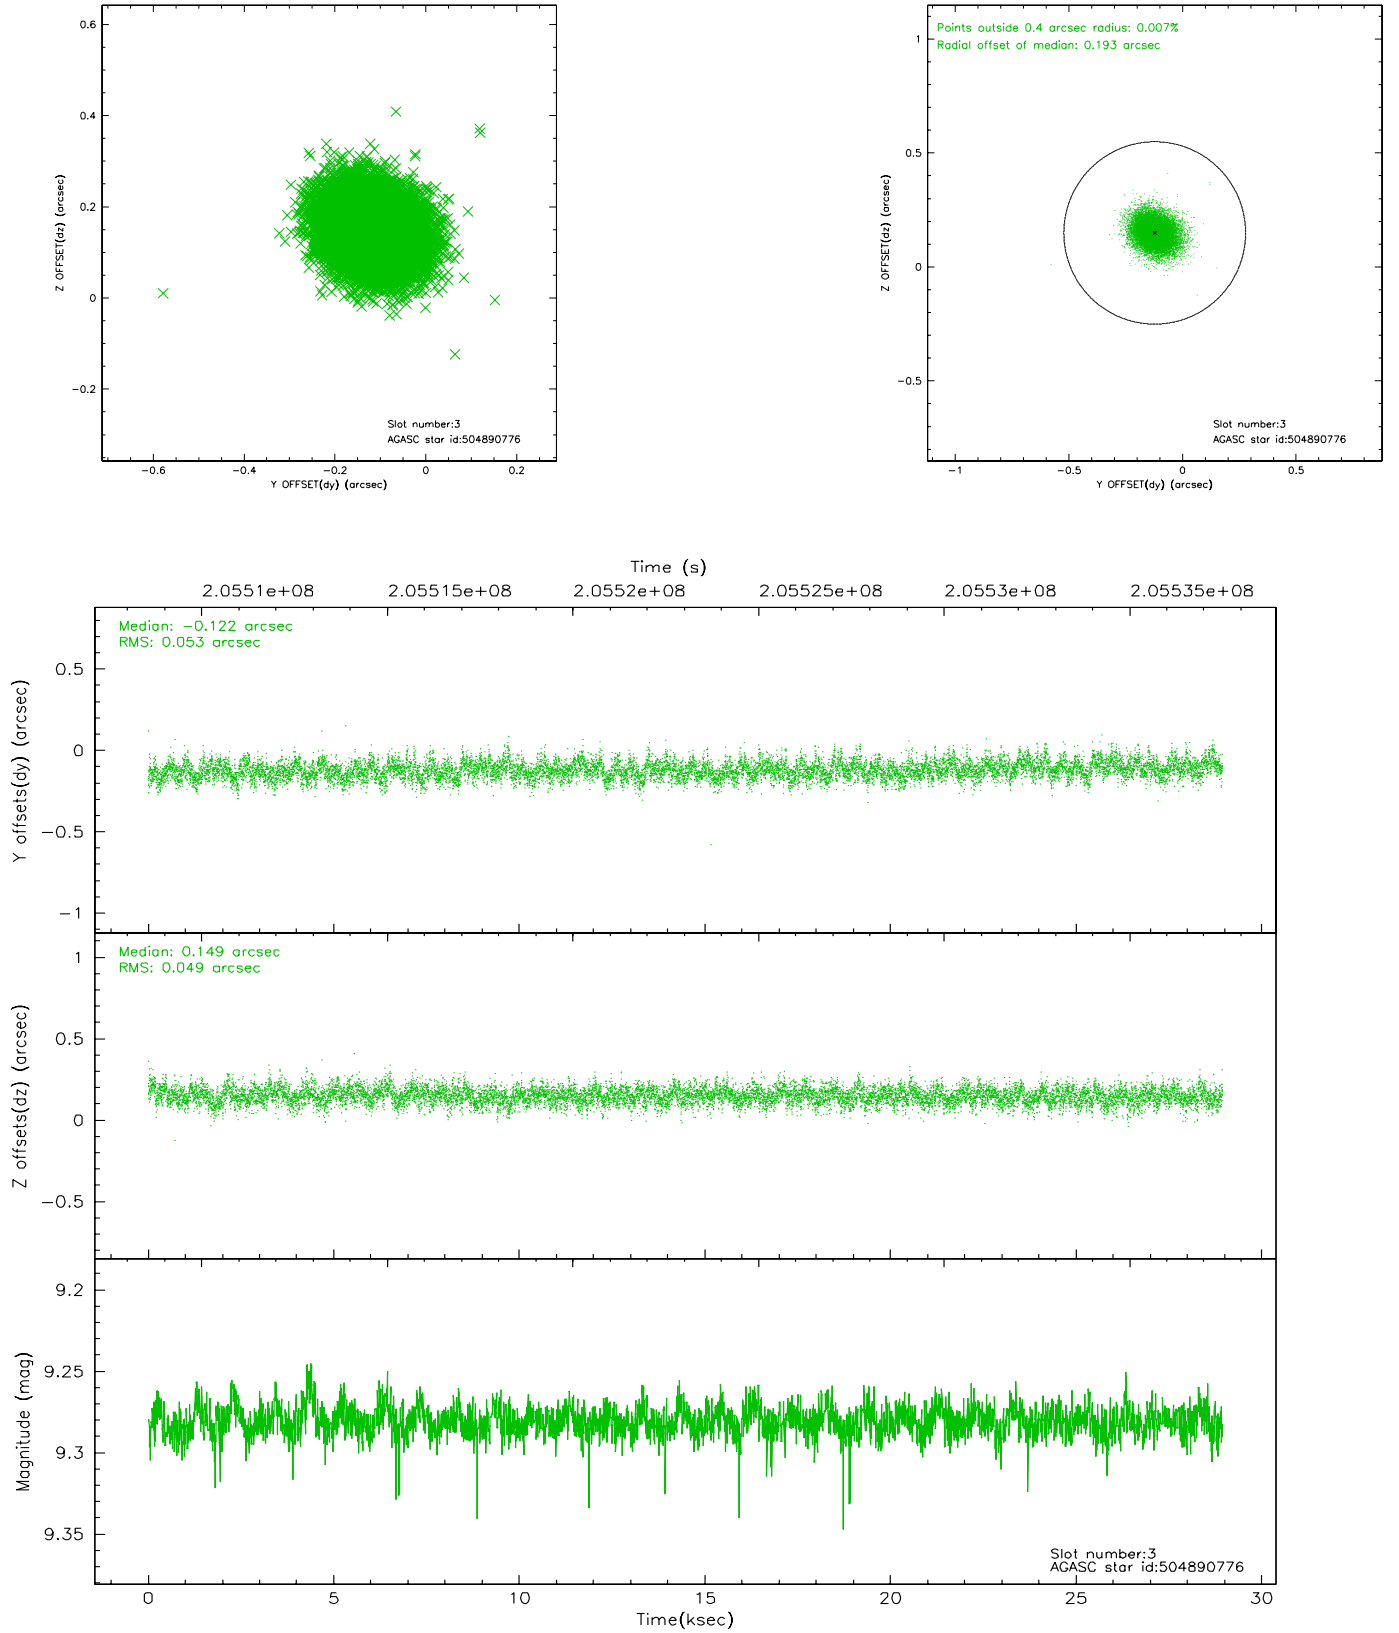 0.6
0.4
0.2
0
−0.2
Z OFFSET(dz) (arcsec)
Slot number:3
AGASC star id:504890776
−0.6 −0.4 −0.2 0 0.2
Y OFFSET(dy) (arcsec)
Points outside 0.4 arcsec radius: 0.007%
Radial offset of median: 0.193 arcsec
1
0.5
0
−0.5
Z OFFSET(dz) (arcsec)
Slot number:3
AGASC star id:504890776
−1 −0.5 0 0.5
Y OFFSET(dy) (arcsec)
Time (s)
2.0551e+08 2.05515e+08 2.0552e+08 2.05525e+08 2.0553e+08 2.05535e+08
Median: −0.122 arcsec
RMS: 0.053 arcsec
0.5
0
−0.5
−1
Y offsets(dy) (arcsec)
Median: 0.149 arcsec
RMS: 0.049 arcsec
1
0.5
0
−0.5
Z offsets(dz) (arcsec)
9.2
9.25
9.3
9.35
Magnitude (mag)
Slot number:3
AGASC star id:504890776
0 5 10 15 20 25 30
Time(ksec)